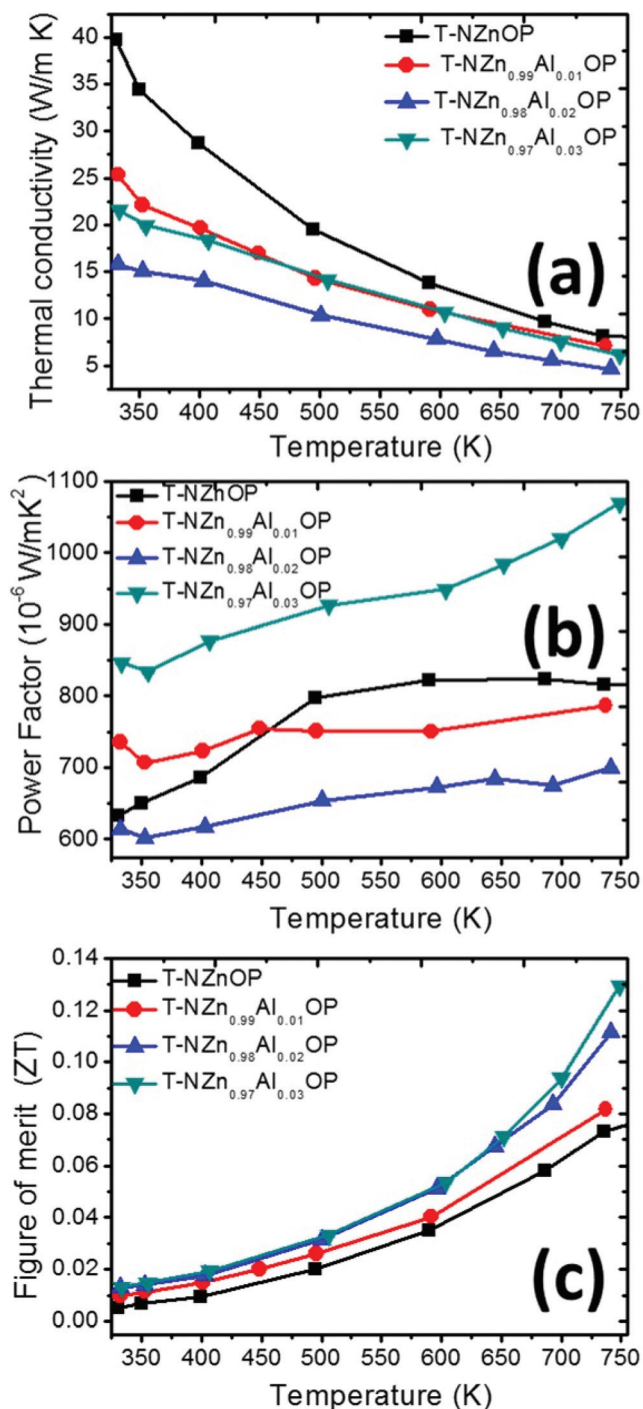 40
35
30
25
20
15
10
5
Thermal conductivity (W/m K)
T-NZnOP
T-NZn0.99Al0.01OP
T-NZn0.98Al0.02OP
T-NZn0.97Al0.03OP
(a)
350 400 450 500 550 600 650 700 750
Temperature (K)
1100
1000
900
800
700
600
Power Factor (10-6 W/mK-2)
T-NZnOP
T-NZn0.99Al0.01OP
T-NZn0.98Al0.02OP
T-NZn0.97Al0.03OP
(b)
350 400 450 500 550 600 650 700 750
Temperature (K)
0.14
0.12
0.10
0.08
0.06
0.04
0.02
0.00
Figure of merit (ZT)
T-NZnOP
T-NZn0.99Al0.01OP
T-NZn0.98Al0.02OP
T-NZn0.97Al0.03OP
(c)
350 400 450 500 550 600 650 700 750
Temperature (K)